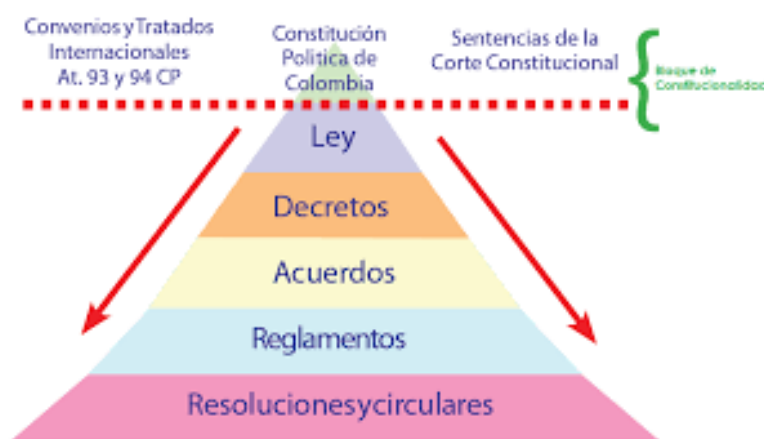 Convenios y Tratados
Internacionales
At. 93 y 94 CP
Constitución
Politica de
Colombia
Sentencias de la
Corte Constitucional
Bloque de
Constitucionalidad
Ley
Decretos
Acuerdos
Reglamentos
Resolucionesycirculares